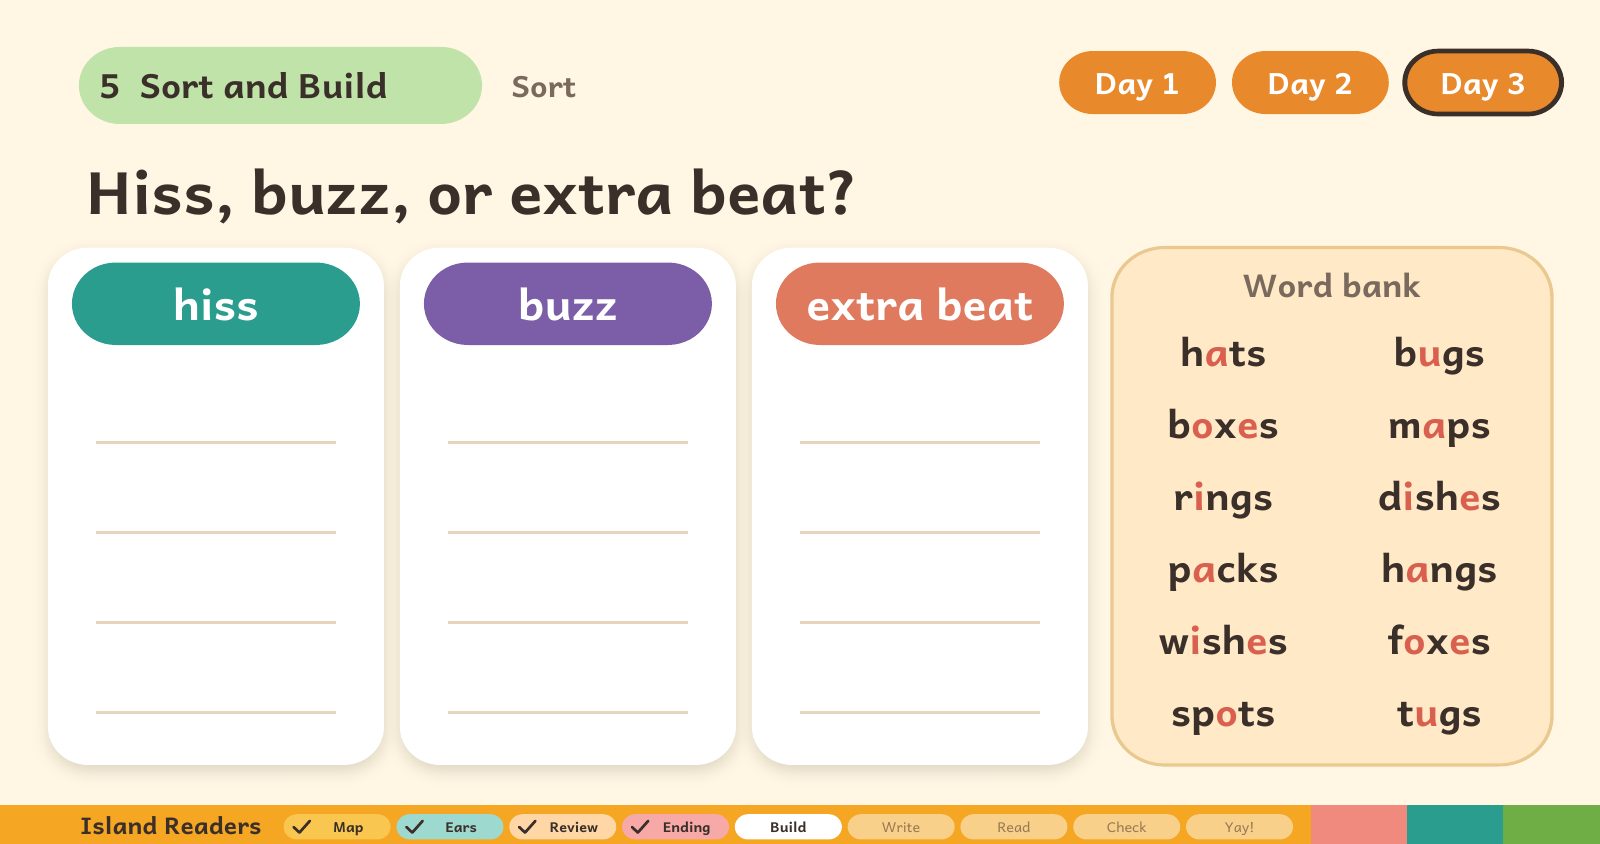 5 Sort and Build
Sort
Day 1
Day 2
Day 3
Hiss, buzz, or extra beat?
hiss
buzz
extra beat
Word bank
hats bugs
boxes maps
rings dishes
packs hangs
wishes foxes
spots tugs
Island Readers
Map
Ears
Review
Ending
Build
Write
Read
Check
Yay!